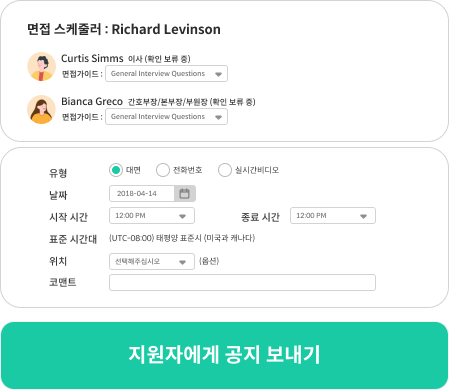 면접 스케줄러 : Richard Levinson
Curtis Simms 이사 (확인 보류 중)
면접가이드 : General Interview Questions
Bianca Greco 간호부장/본부장/부원장 (확인 보류 중)
면접가이드 : General Interview Questions
유형 대면 전화번호 실시간비디오
날짜 2018-04-14
시작 시간 12:00 PM 종료 시간 12:00 PM
표준 시간대 (UTC-08:00) 태평양 표준시 (미국과 캐나다)
위치 선택해주십시오 (옵션)
코맨트
지원자에게 공지 보내기